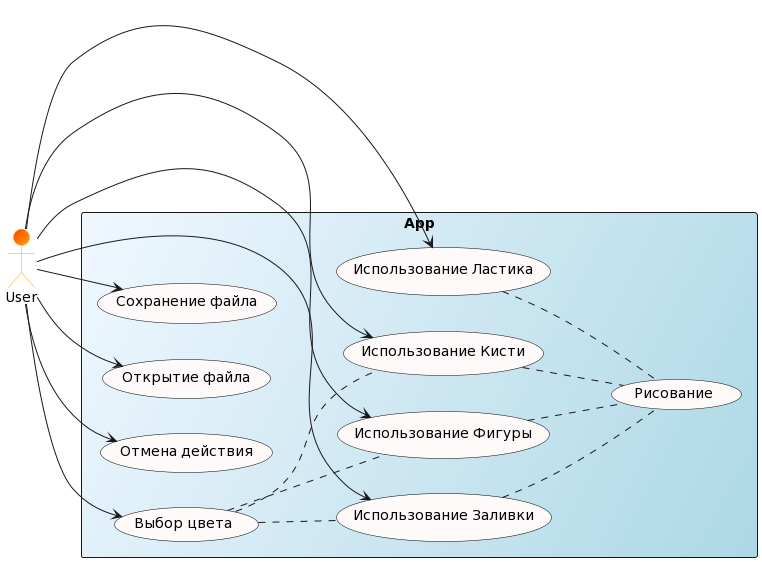 App
Использование Ластика
User
Сохранение файла
Использование Кисти
Открытие файла
Рисование
Использование Фигуры
Отмена действия
Использование Заливки
Выбор цвета